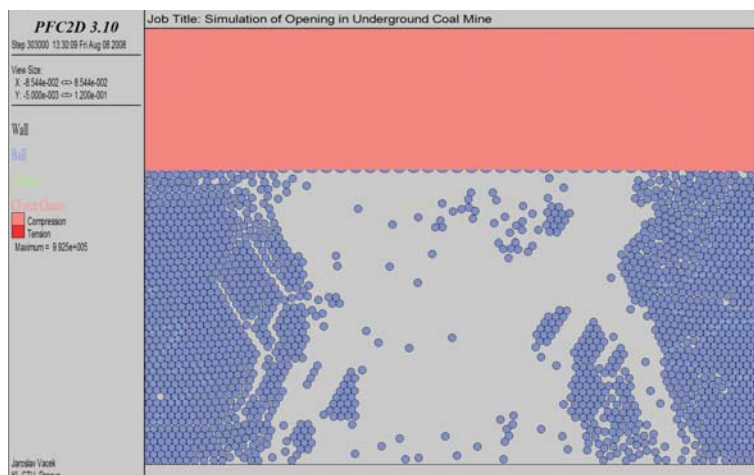 PFC2D 3.10
Job Title: Simulation of Opening in Underground Coal Mine
Step 303000 13:30:09 Fri Aug 08 2008
View Size:
X: -8.544e-002 <=> 8.544e-002
Y: -5.000e-003 <=> 1.200e-001
Wall
Ball
CForce Chains
Compression
Tension
Maximum = 9.925e+005
Jaroslav Vacek